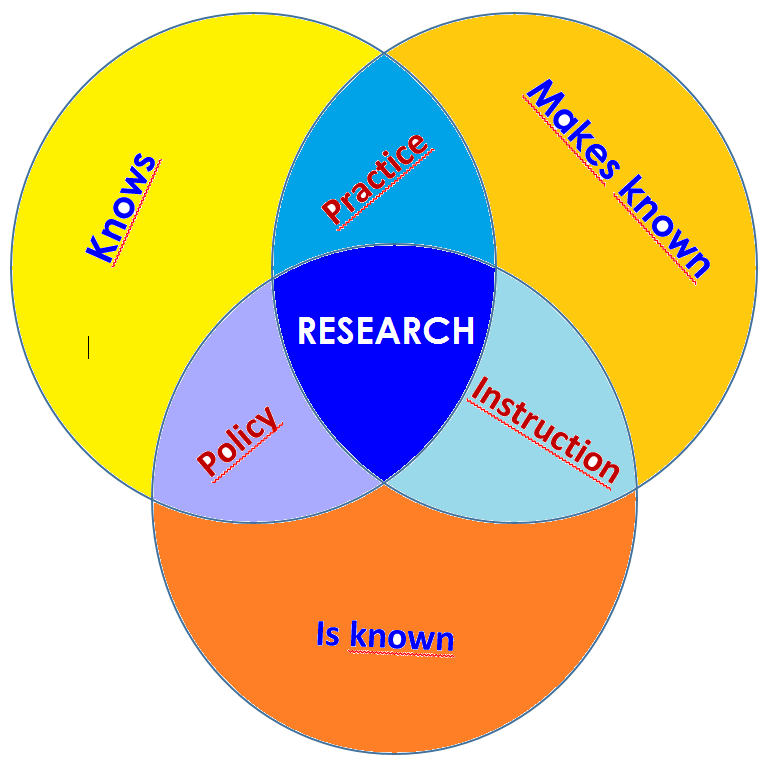 Knows
Practice
Makes known
RESEARCH
Policy
Instruction
Is known